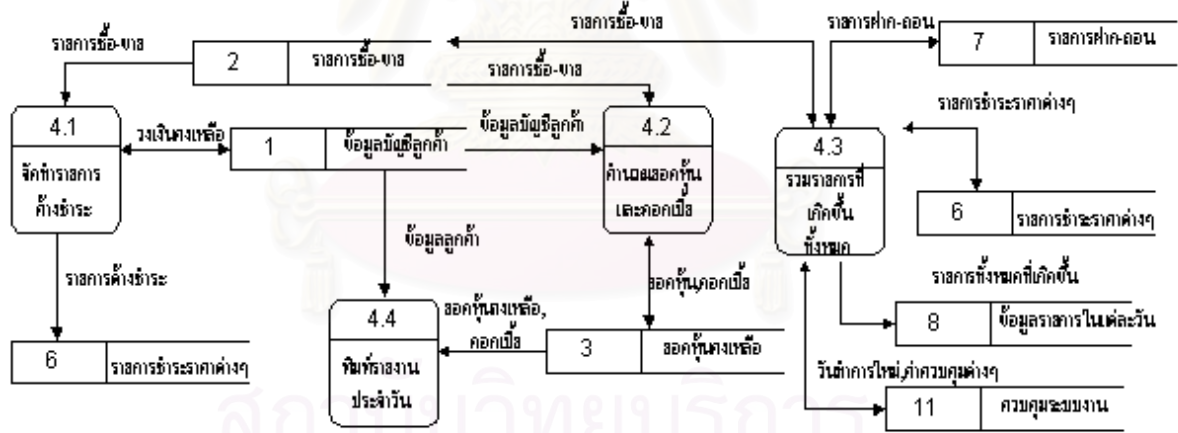 รายการซื้อ-ขาย
รายการฝาก-ถอน
7 รายการฝาก-ถอน
รายการซื้อ-ขาย
2 รายการซื้อ-ขาย
รายการซื้อ-ขาย
รายการชำระราคาต่างๆ
4.1
จัดทำรายการ
ค้างชำระ
วงเงินคงเหลือ
1 ข้อมูลบัญชีลูกค้า
ข้อมูลบัญชีลูกค้า
4.2
คำนวณยอดหุ้น
และดอกเบี้ย
4.3
รวมรายการที่
เกิดขึ้น
ทั้งหมด
6 รายการชำระราคาต่างๆ
ข้อมูลลูกค้า
รายการค้างชำระ
ยอดหุ้น,ดอกเบี้ย
รายการทั้งหมดที่เกิดขึ้น
8 ข้อมูลรายการในแต่ละวัน
4.4
พิมพ์รายงาน
ประจำวัน
ยอดหุ้นคงเหลือ,
ดอกเบี้ย
3 ยอดหุ้นคงเหลือ
6 รายการชำระราคาต่างๆ
วันทำการใหม่,ค่าควบคุมต่างๆ
11 ควบคุมระบบงาน
สถาบันวิทยบริการ